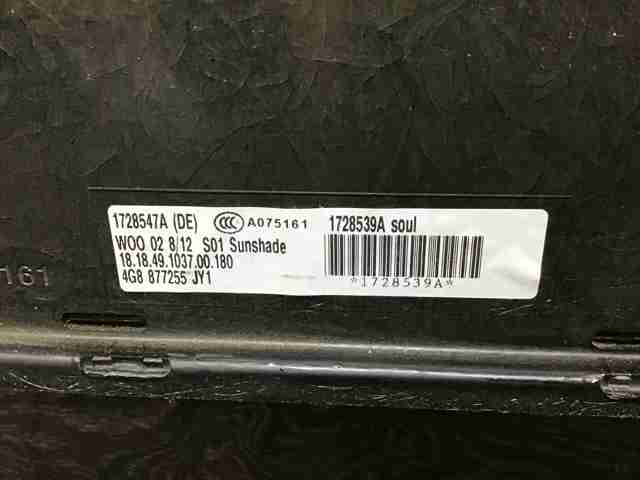 1728547A (DE) CCC A075161 1728539A soul
WOO 02 8/12 S01 Sunshade
18.18.49.1037.00.180
4G8 877255 JY1
*1728539A*
161